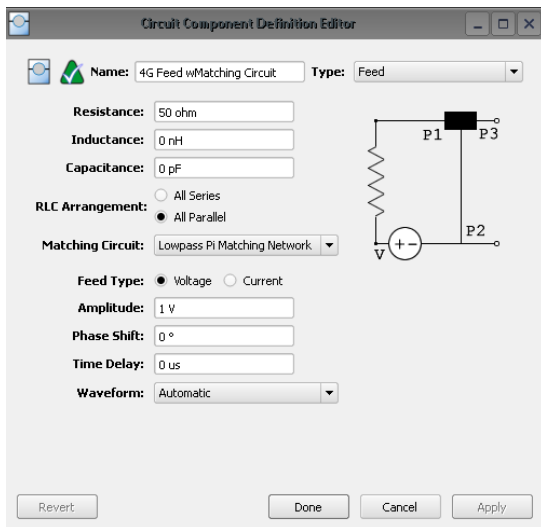 Circuit Component Definition Editor
Name: 4G Feed wMatching Circuit Type: Feed
Resistance: 50 ohm
Inductance: 0 nH
Capacitance: 0 pF
RLC Arrangement:
All Series
All Parallel
Matching Circuit: Lowpass Pi Matching Network
Feed Type: Voltage Current
Amplitude: 1 V
Phase Shift: 0 °
Time Delay: 0 us
Waveform: Automatic
P1 P3
P2
+ -
V
Revert Done Cancel Apply